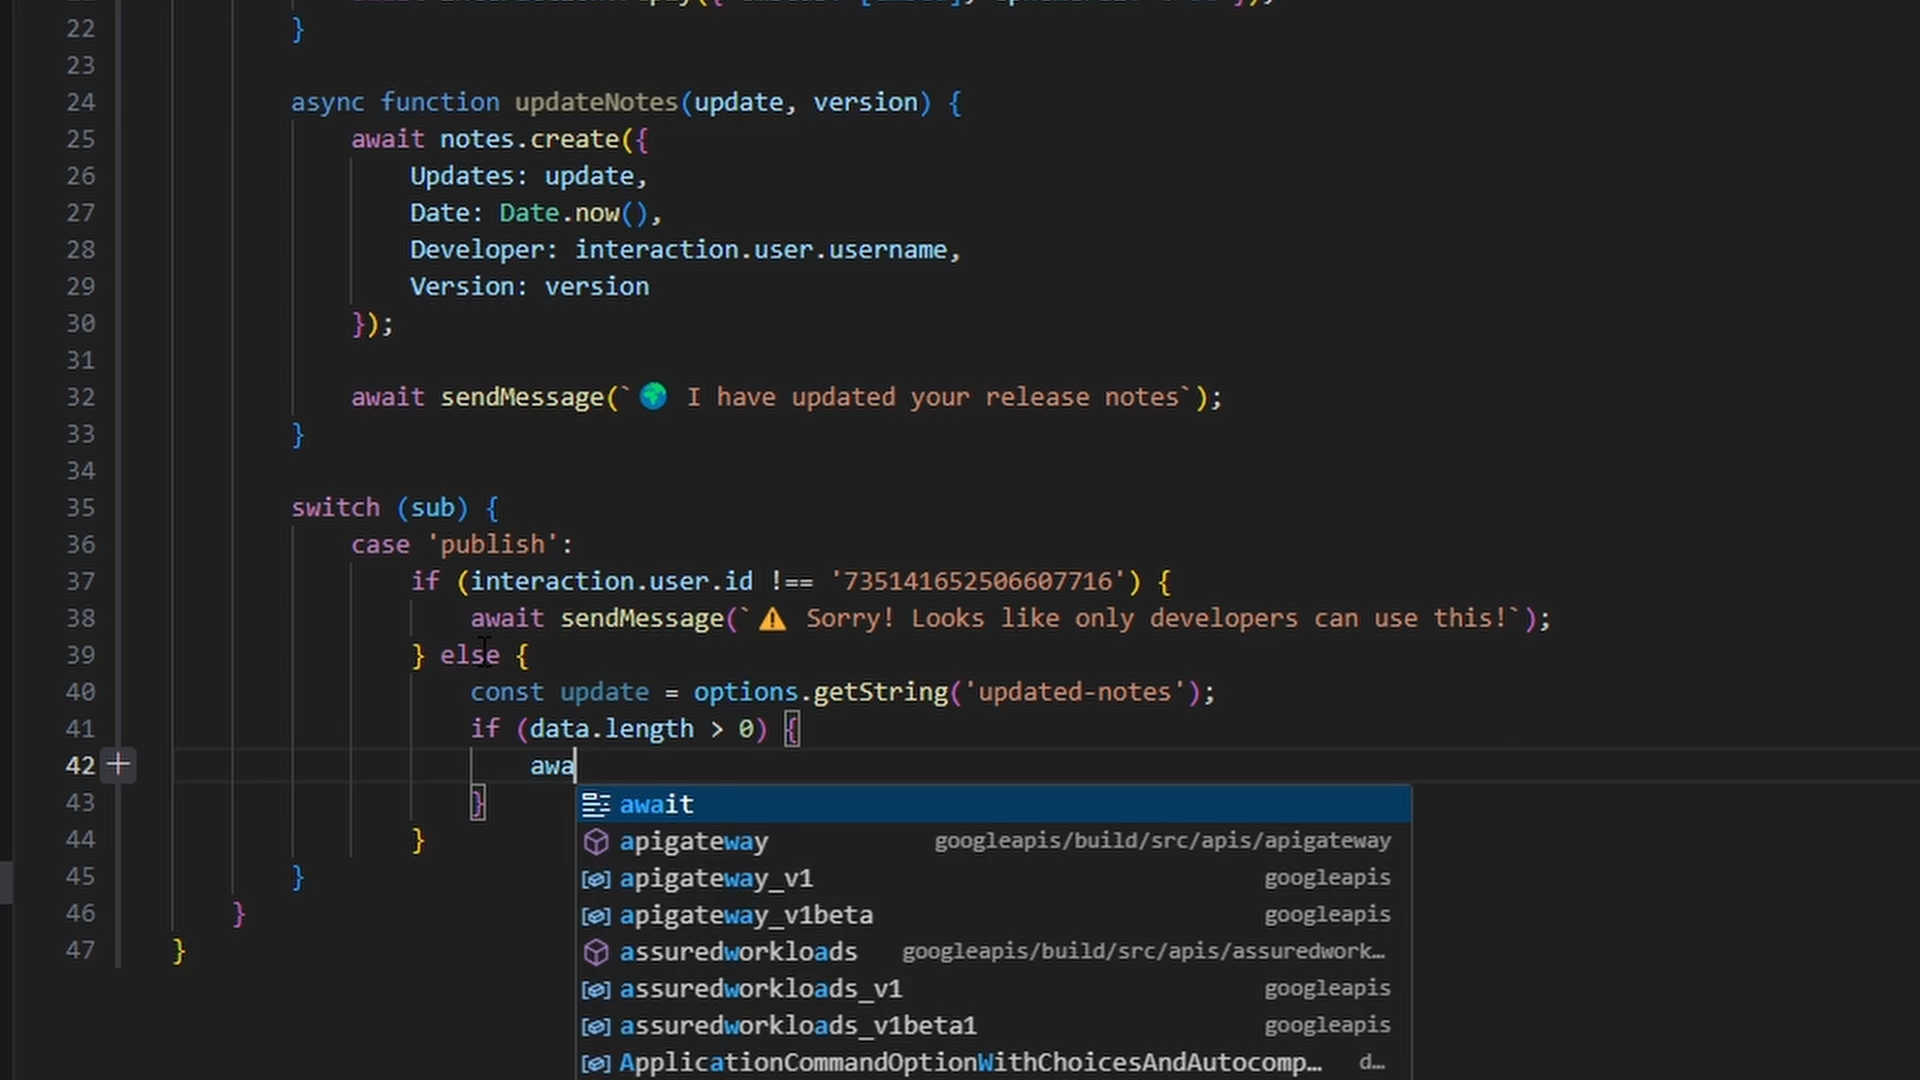 22 }
23
24 async function updateNotes(update, version) {
25 await notes.create({
26 Updates: update,
27 Date: Date.now(),
28 Developer: interaction.user.username,
29 Version: version
30 });
31
32 await sendMessage(`🌍 I have updated your release notes`);
33 }
34
35 switch (sub) {
36 case 'publish':
37 if (interaction.user.id !== '735141652506607716') {
38 await sendMessage(`⚠️ Sorry! Looks like only developers can use this!`);
39 } else {
40 const update = options.getString('updated-notes');
41 if (data.length > 0) {
42 awa
43 }
await
apigateway googleapis/build/src/apis/apigateway
44 }
apigateway_v1 googleapis
45 }
apigateway_v1beta googleapis
46 }
assuredworkloads googleapis/build/src/apis/assuredwork…
47 }
assuredworkloads_v1 googleapis
assuredworkloads_v1beta1 googleapis
ApplicationCommandOptionWithChoicesAndAutocomp… d…